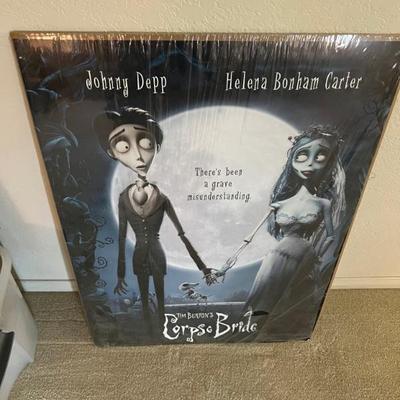 Johnny Depp Helena Bonham Carter
There's been
a grave
misunderstanding.
TIM BURTON'S
Corpse Bride